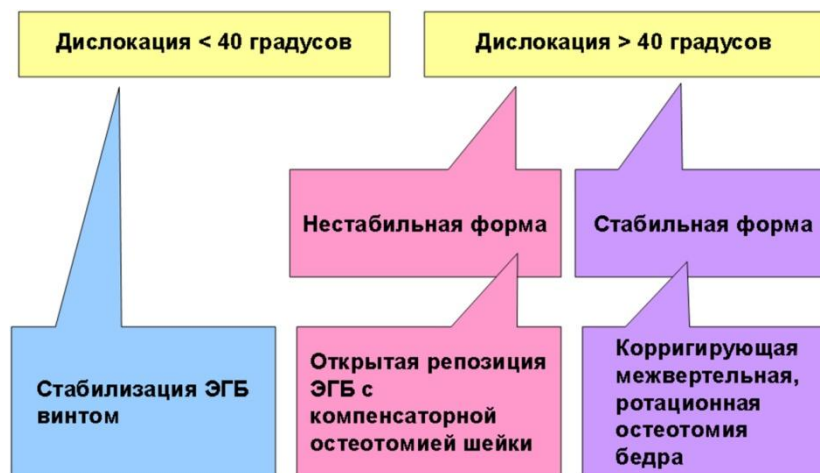 Дислокация < 40 градусов
Дислокация > 40 градусов
Нестабильная форма
Стабильная форма
Стабилизация ЭГБ
винтом
Открытая репозиция
ЭГБ с
компенсаторной
остеотомией шейки
Корригирующая
межвертельная,
ротационная
остеотомия
бедра